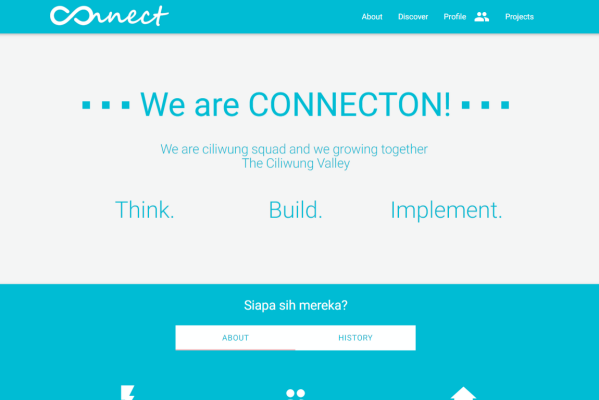 Connect
About Discover Profile Projects
We are CONNECTON!
We are ciliwung squad and we growing together
The Ciliwung Valley
Think. Build. Implement.
Siapa sih mereka?
ABOUT HISTORY